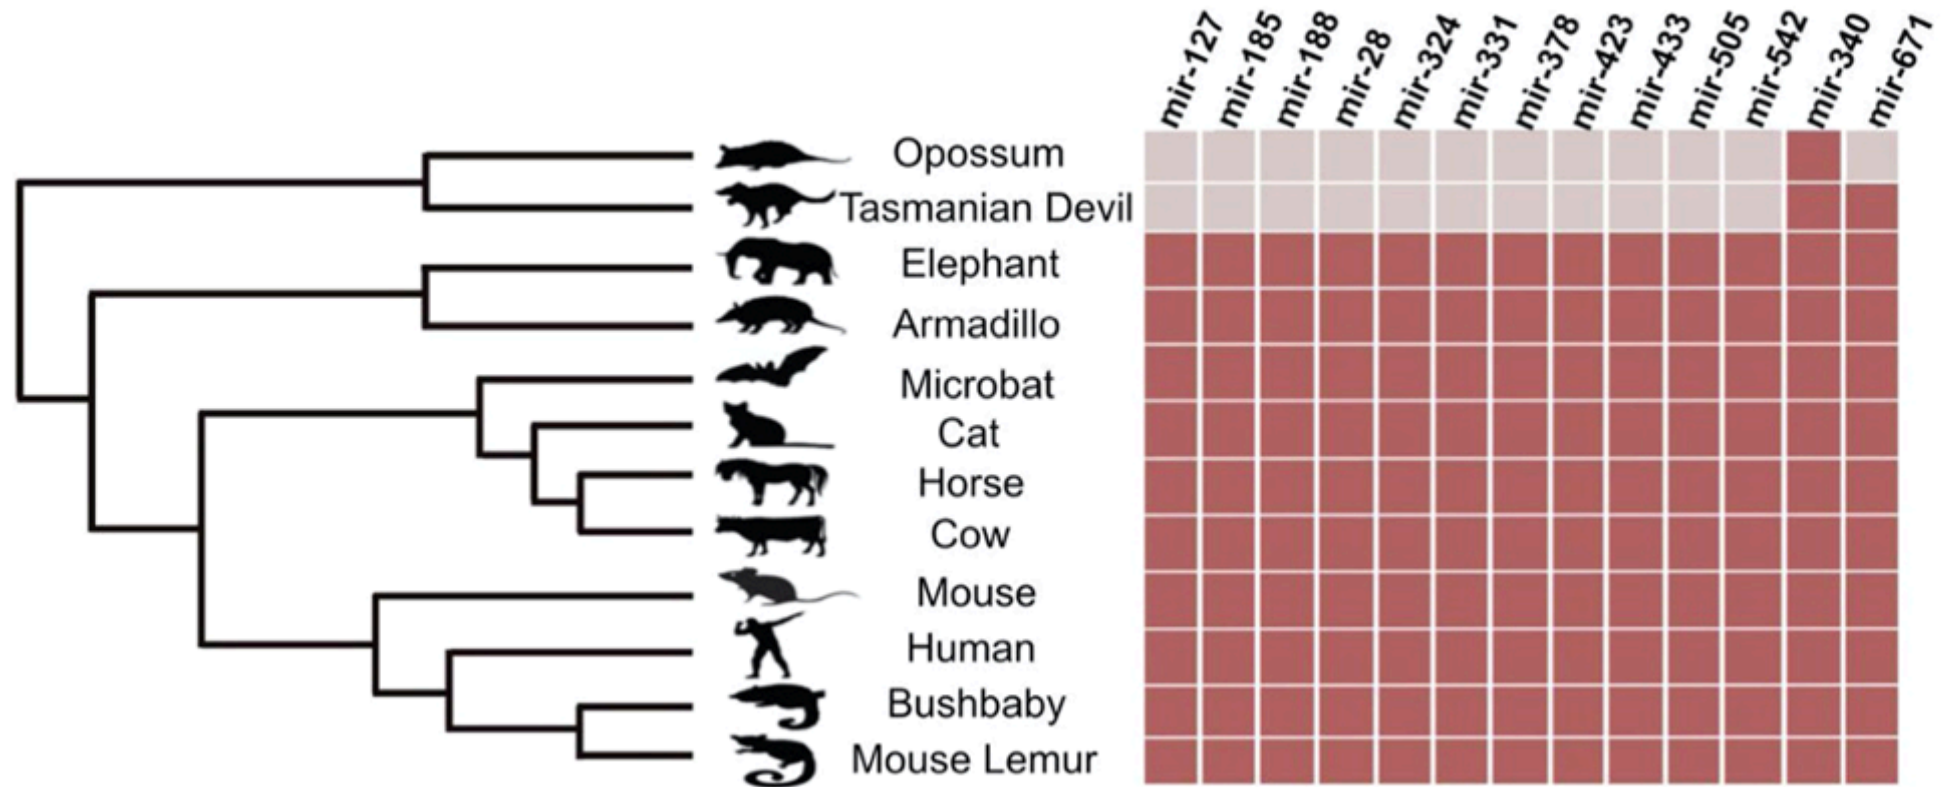 mir-127
mir-185
mir-188
mir-28
mir-324
mir-331
mir-378
mir-423
mir-433
mir-505
mir-542
mir-340
mir-671
Opossum
Tasmanian Devil
Elephant
Armadillo
Microbat
Cat
Horse
Cow
Mouse
Human
Bushbaby
Mouse Lemur